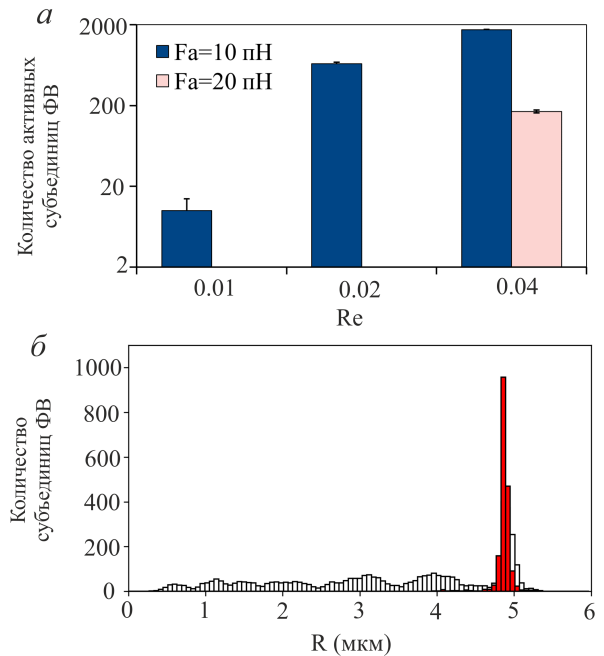 а
2000
200
20
2
Количество активных
субъединиц ФВ
Fa=10 пН
Fa=20 пН
0.01 0.02 0.04
Re
б
1000
800
600
400
200
0
Количество
субъединиц ФВ
0 1 2 3 4 5 6
R (мкм)